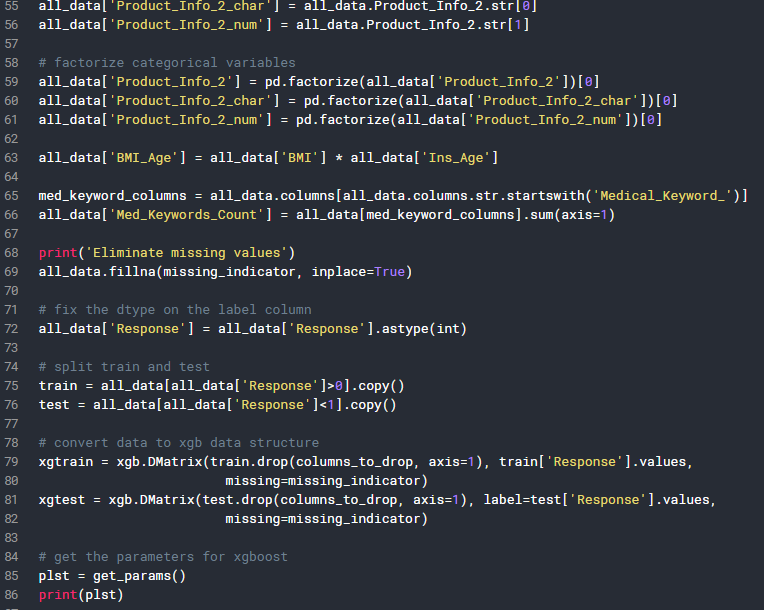 55 all_data['Product_Info_2_char'] = all_data.Product_Info_2.str[0]
56 all_data['Product_Info_2_num'] = all_data.Product_Info_2.str[1]
57
58 # factorize categorical variables
59 all_data['Product_Info_2'] = pd.factorize(all_data['Product_Info_2'])[0]
60 all_data['Product_Info_2_char'] = pd.factorize(all_data['Product_Info_2_char'])[0]
61 all_data['Product_Info_2_num'] = pd.factorize(all_data['Product_Info_2_num'])[0]
62
63 all_data['BMI_Age'] = all_data['BMI'] * all_data['Ins_Age']
64
65 med_keyword_columns = all_data.columns[all_data.columns.str.startswith('Medical_Keyword_')]
66 all_data['Med_Keywords_Count'] = all_data[med_keyword_columns].sum(axis=1)
67
68 print('Eliminate missing values')
69 all_data.fillna(missing_indicator, inplace=True)
70
71 # fix the dtype on the label column
72 all_data['Response'] = all_data['Response'].astype(int)
73
74 # split train and test
75 train = all_data[all_data['Response']>0].copy()
76 test = all_data[all_data['Response']<1].copy()
77
78 # convert data to xgb data structure
79 xgtrain = xgb.DMatrix(train.drop(columns_to_drop, axis=1), train['Response'].values,
80                         missing=missing_indicator)
81 xgtest = xgb.DMatrix(test.drop(columns_to_drop, axis=1), label=test['Response'].values,
82                         missing=missing_indicator)
83
84 # get the parameters for xgboost
85 plst = get_params()
86 print(plst)